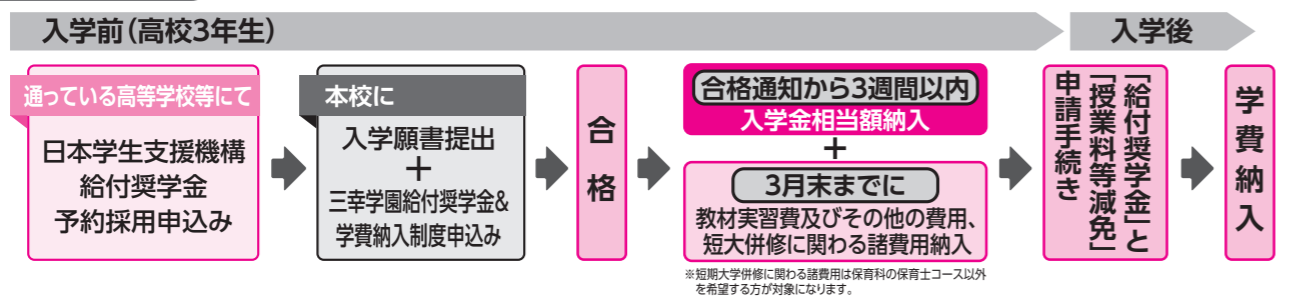 入学前（高校3年生）
入学後
通っている高等学校等にて
日本学生支援機構
給付奨学金
予約採用申込み
本校に
入学願書提出
＋
三幸学園給付奨学金&
学費納入制度申込み
合格
合格通知から3週間以内
入学金相当額納入
＋
3月末までに
教材実習費及びその他の費用、
短大併修に関わる諸費用納入
※短期大学併修に関わる諸費用は保育科の保育士コース以外
を希望する方が対象になります。
「給付奨学金」と
「授業料等減免」
申請手続き
学費納入